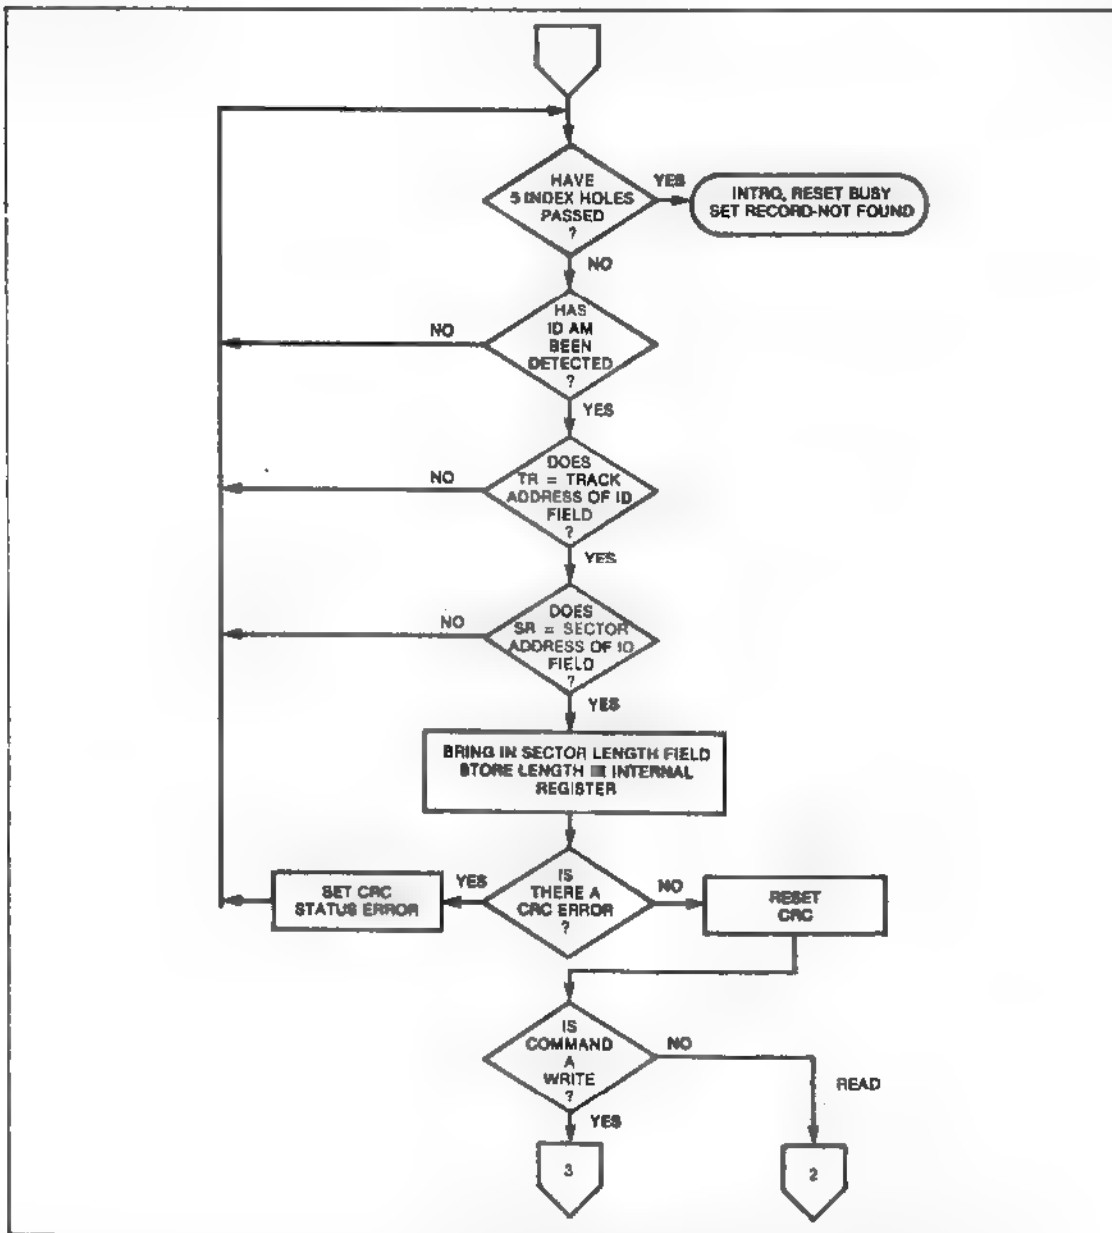 HAVE
5 INDEX HOLES
PASSED
?
YES
INTRQ, RESET BUSY
SET RECORD-NOT FOUND
NO
HAS
ID AM
BEEN
DETECTED
?
NO
YES
DOES
TR = TRACK
ADDRESS OF ID
FIELD
?
NO
YES
DOES
SR = SECTOR
ADDRESS OF ID
FIELD
?
NO
YES
BRING IN SECTOR LENGTH FIELD
STORE LENGTH INTERNAL
REGISTER
SET CRC
STATUS ERROR
YES
IS
THERE A
CRC ERROR
?
NO
RESET
CRC
IS
COMMAND
A
WRITE
?
NO
READ
YES
3
2